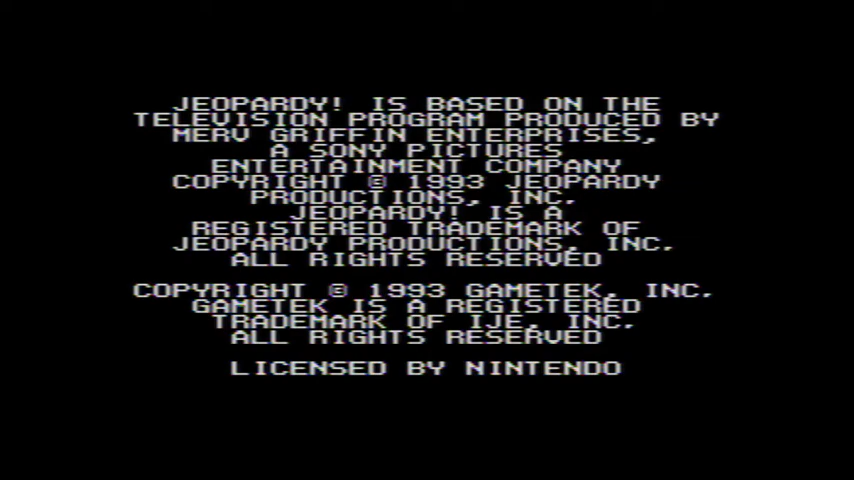 JEOPARDY! IS BASED ON THE
TELEVISION PROGRAM PRODUCED BY
MERV GRIFFIN ENTERPRISES,
A SONY PICTURES
ENTERTAINMENT COMPANY
COPYRIGHT © 1993 JEOPARDY
PRODUCTIONS, INC.
JEOPARDY! IS A
REGISTERED TRADEMARK OF
JEOPARDY PRODUCTIONS, INC.
ALL RIGHTS RESERVED
COPYRIGHT © 1993 GAMETEK, INC.
GAMETEK IS A REGISTERED
TRADEMARK OF IJE, INC.
ALL RIGHTS RESERVED
LICENSED BY NINTENDO